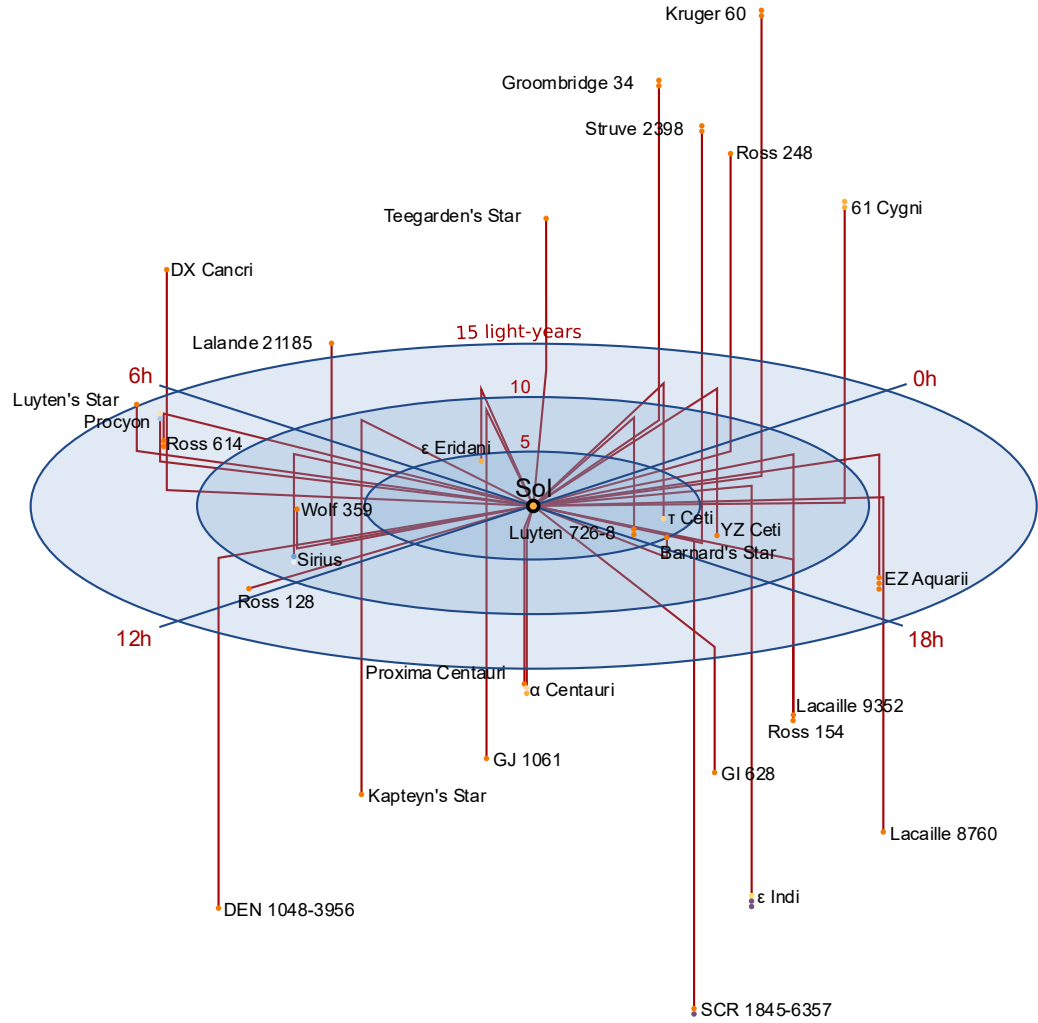 Kruger 60
Groombridge 34
Struve 2398
Ross 248
61 Cygni
Teegarden's Star
DX Cancri
15 light-years
Lalande 21185
6h
0h
10
Luyten's Star
Procyon
Ross 614
ε Eridani
5
Sol
Wolf 359
τ Ceti
YZ Ceti
Luyten 726-8
Barnard's Star
Sirius
EZ Aquarii
Ross 128
12h
18h
Proxima Centauri
α Centauri
Lacaille 9352
Ross 154
GJ 1061
Gl 628
Kapteyn's Star
Lacaille 8760
ε Indi
DEN 1048-3956
SCR 1845-6357